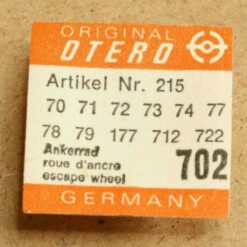 ORIGINAL
OTERO
Artikel Nr. 215
70 71 72 73 74 77
78 79 177 712 722
Ankerrad
roue d'ancre
escape wheel
702
GERMANY